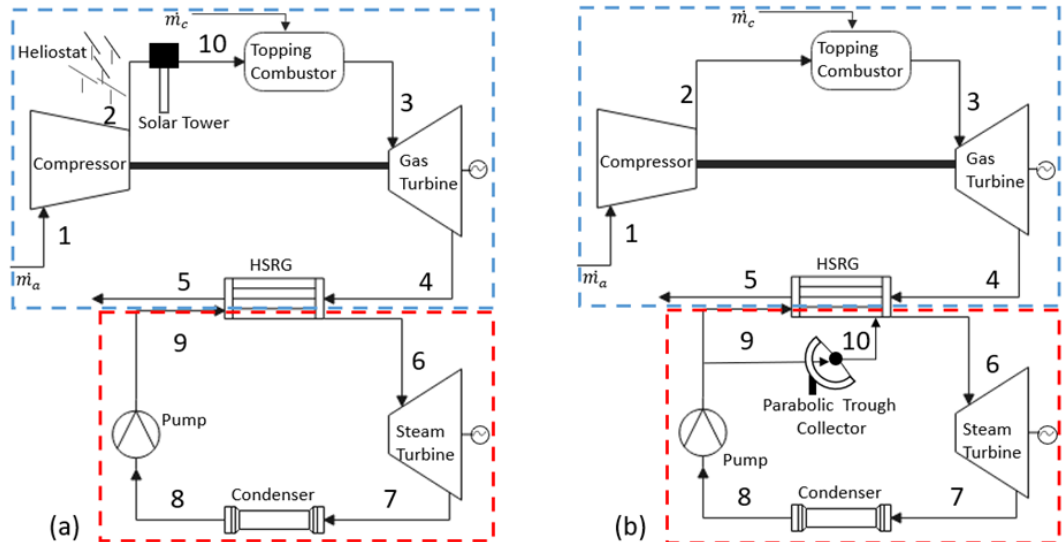 ṁc
Heliostat
10
Topping
Combustor
2
3
Solar Tower
Compressor
Gas
Turbine
1
HSRG
ṁa
5
4
9
6
Pump
Steam
Turbine
8
Condenser
7
(a)
ṁc
Topping
Combustor
2
3
Compressor
Gas
Turbine
1
HSRG
ṁa
5
4
9
10
6
Parabolic Trough
Collector
Pump
Steam
Turbine
8
Condenser
7
(b)